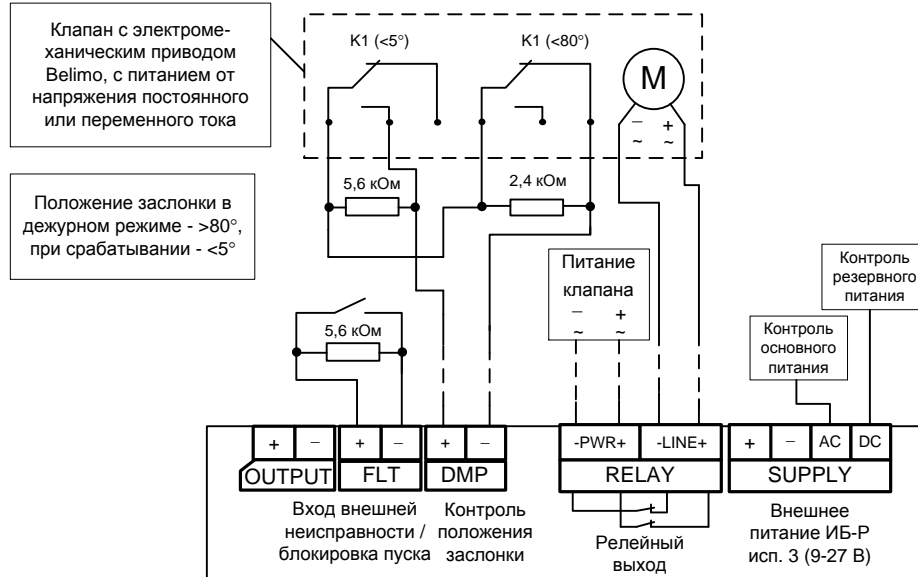 Клапан с электроме-
ханическим приводом
Belimo, с питанием от
напряжения постоянного
или переменного тока
К1 (<5°)
К1 (<80°)
M
− +
~ ~
5,6 кОм
2,4 кОм
Положение заслонки в
дежурном режиме - >80°,
при срабатывании - <5°
Питание
клапана
− +
~ ~
Контроль
резервного
питания
Контроль
основного
питания
5,6 кОм
+ − + − + − -PWR+ -LINE+ + − AC DC
OUTPUT FLT DMP RELAY SUPPLY
Вход внешней
неисправности /
блокировка пуска
Контроль
положения
заслонки
Релейный
выход
Внешнее
питание ИБ-Р
исп. 3 (9-27 В)